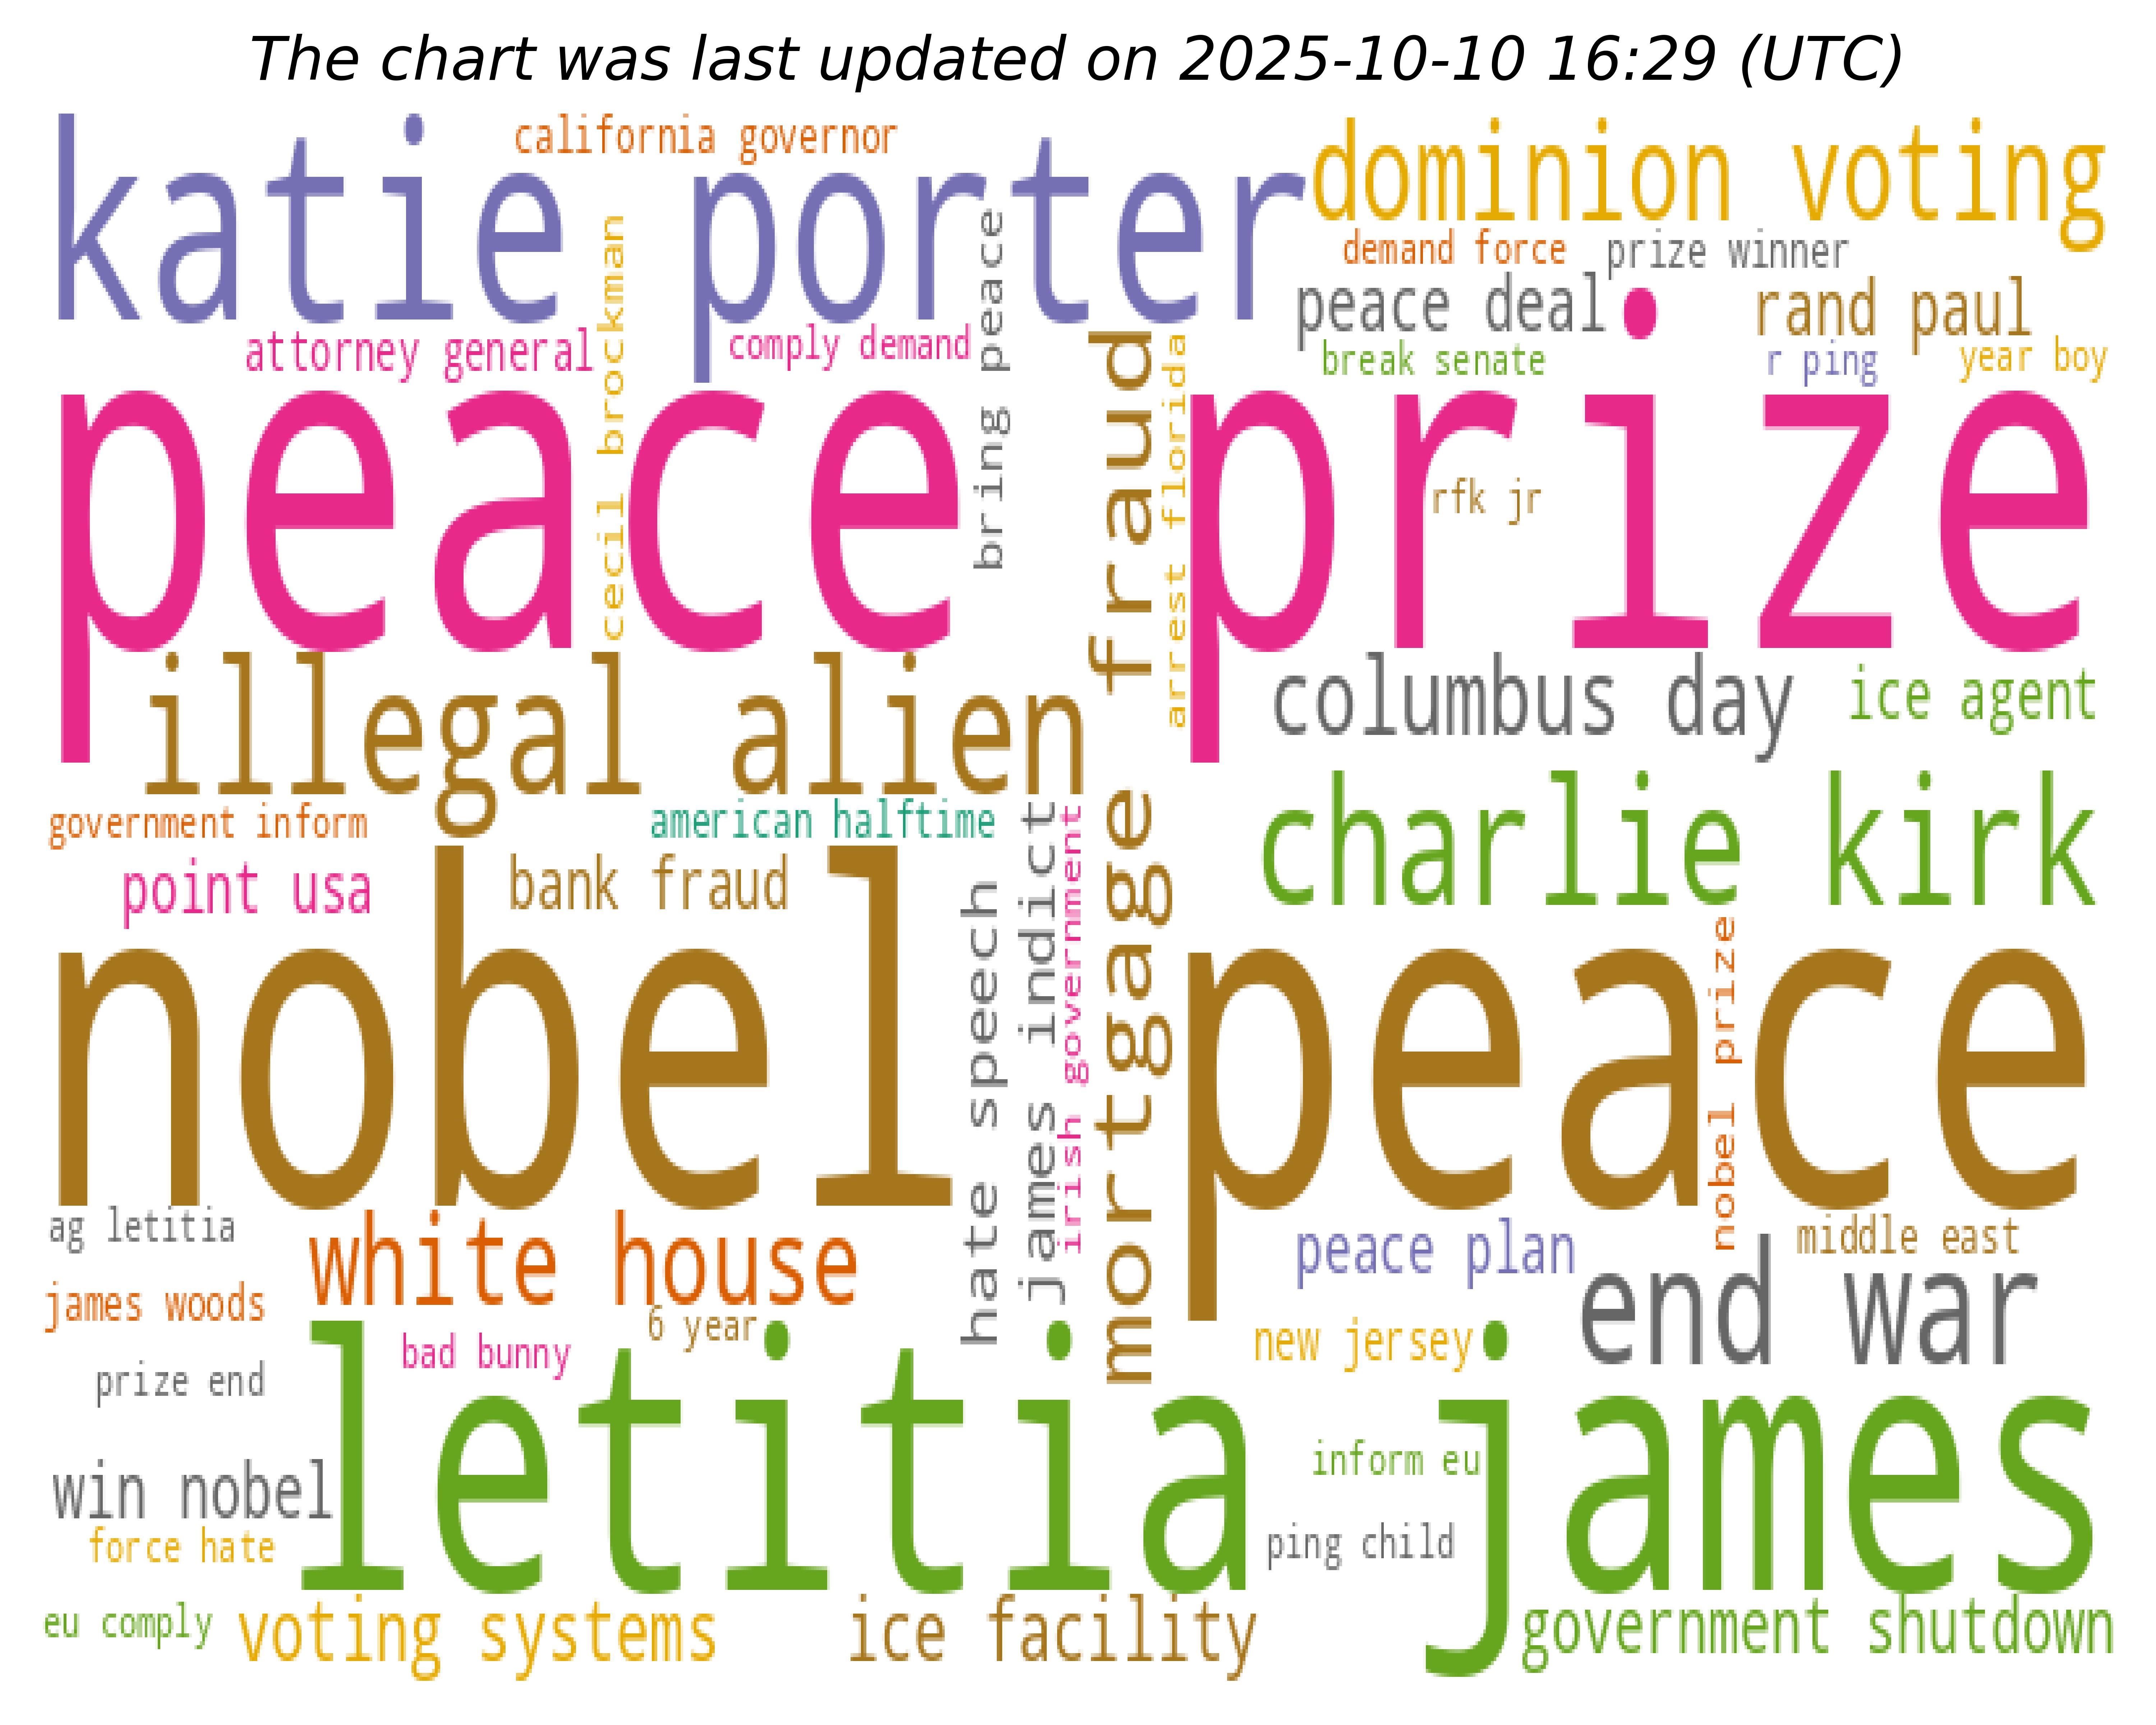 The chart was last updated on 2025-10-10 16:29 (UTC)
california governor
katie porter
dominion voting
demand force
prize winner
peace deal
rand paul
attorney general
cecil brockman
comply demand
bring peace
break senate
r ping
year boy
peace prize
mortgage fraud
arrest florida
rfk jr
illegal alien
columbus day
ice agent
government inform
american halftime
charlie kirk
point usa
bank fraud
hate speech
james indict
irish government
nobel peace
nobel prize
ag letitia
white house
peace plan
middle east
james woods
6 year
bad bunny
new jersey
end war
prize end
letitia james
inform eu
win nobel
force hate
ping child
eu comply
voting systems
ice facility
government shutdown